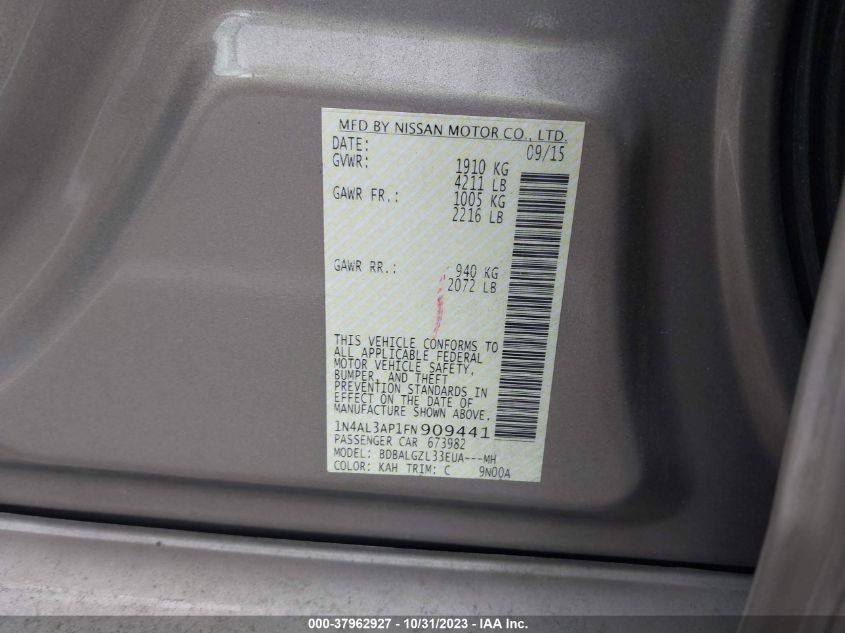 MFD BY NISSAN MOTOR CO., LTD.
DATE: 09/15
GVWR: 1910 KG
4211 LB
GAWR FR.: 1005 KG
2216 LB
GAWR RR.: 940 KG
2072 LB
THIS VEHICLE CONFORMS TO
ALL APPLICABLE FEDERAL
MOTOR VEHICLE SAFETY,
BUMPER, AND THEFT
PREVENTION STANDARDS IN
EFFECT ON THE DATE OF
MANUFACTURE SHOWN ABOVE.
1N4AL3AP1FN909441
PASSENGER CAR 673982
MODEL: BDBALGZL33EUA---MH
COLOR: KAH TRIM: C 9N00A
000-37962927 - 10/31/2023 - IAA Inc.